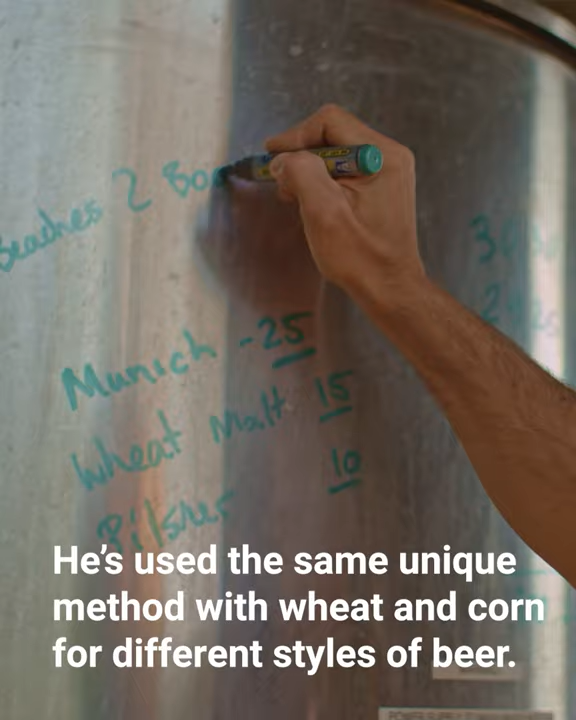 Beaches 2
Munich - 25
Wheat Malt 15
Pilsner 10
He's used the same unique
method with wheat and corn
for different styles of beer.